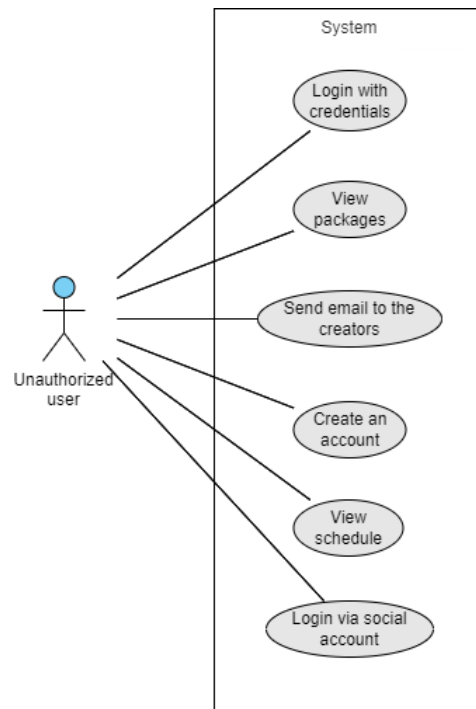 System
Login with
credentials
View
packages
Send email to the
creators
Unauthorized
user
Create an
account
View
schedule
Login via social
account